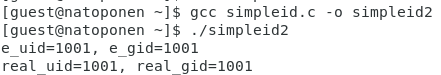 [guest@natoponen ~]$ gcc simpleid.c -o simpleid2
[guest@natoponen ~]$ ./simpleid2
e_uid=1001, e_gid=1001
real_uid=1001, real_gid=1001